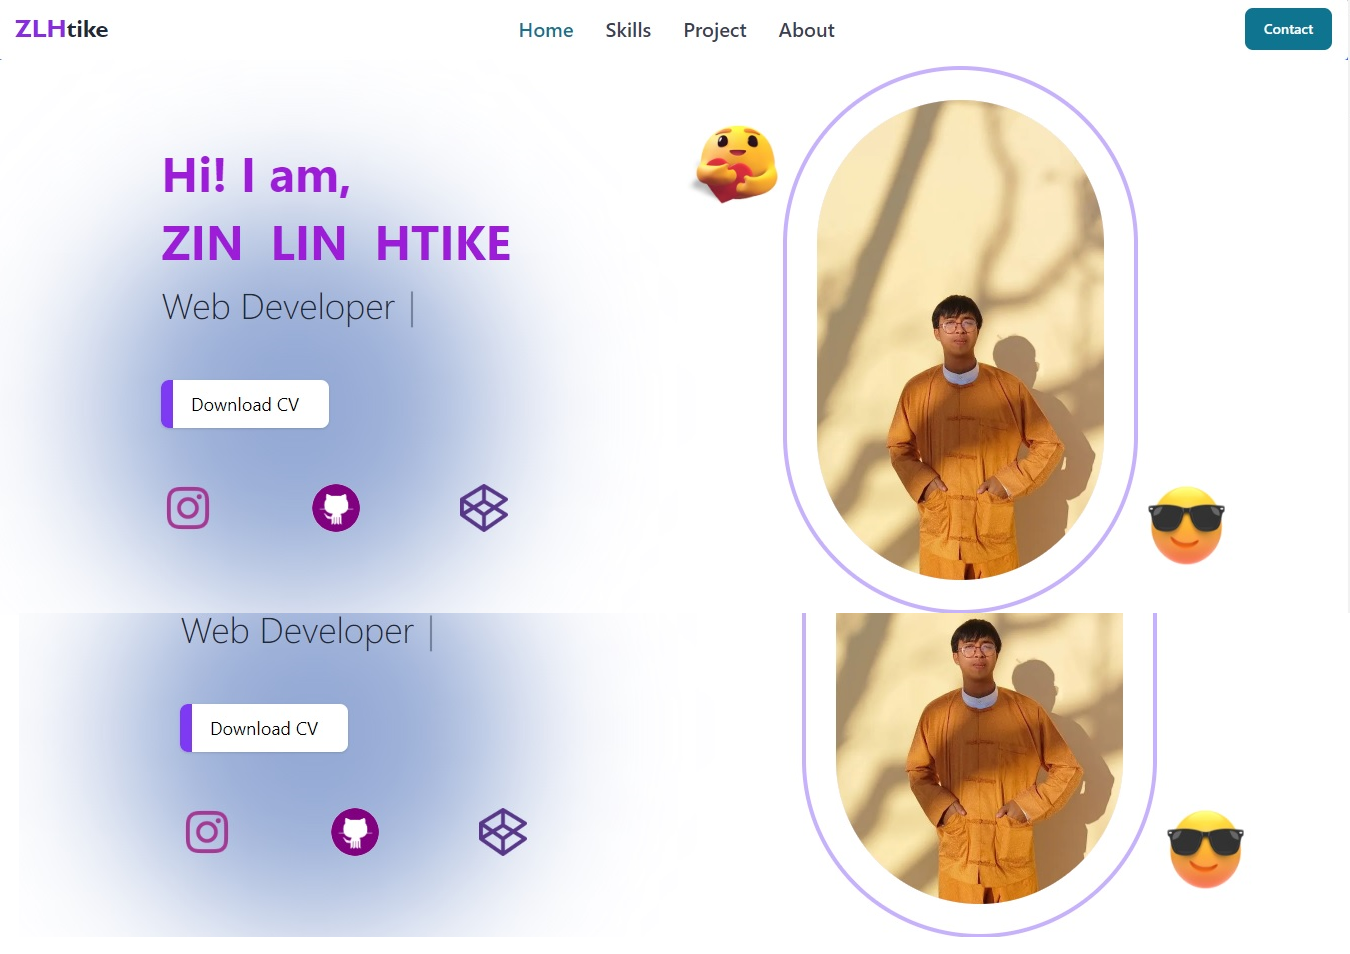 ZLHtike
Home Skills Project About
Contact
Hi! I am,
ZIN LIN HTIKE
Web Developer |
Download CV
Web Developer |
Download CV